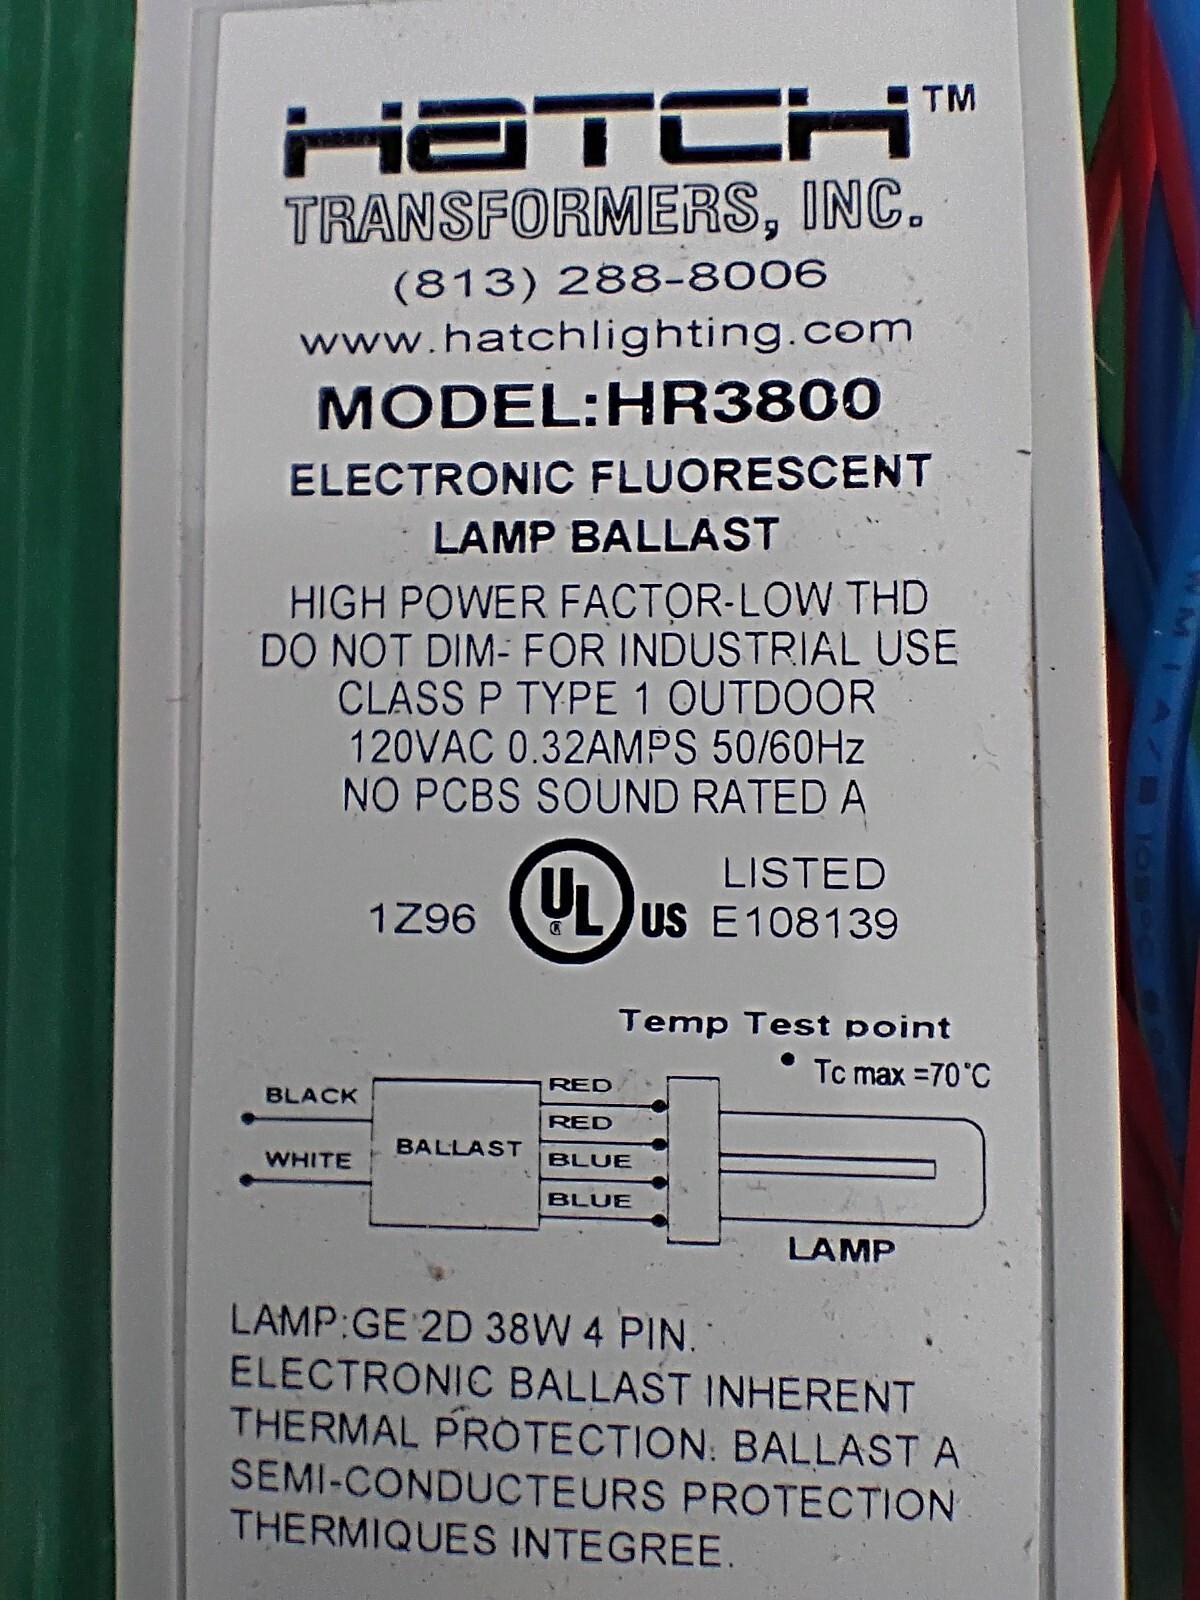 HATCH™
TRANSFORMERS, INC.
(813) 288-8006
www.hatchlighting.com
MODEL:HR3800
ELECTRONIC FLUORESCENT
LAMP BALLAST
HIGH POWER FACTOR-LOW THD
DO NOT DIM- FOR INDUSTRIAL USE
CLASS P TYPE 1 OUTDOOR
120VAC 0.32AMPS 50/60Hz
NO PCBS SOUND RATED A
LISTED
1Z96 UL® US E108139
Temp Test point
• Tc max =70°C
BLACK
WHITE
BALLAST
RED
RED
BLUE
BLUE
LAMP
LAMP:GE 2D 38W 4 PIN.
ELECTRONIC BALLAST INHERENT
THERMAL PROTECTION. BALLAST A
SEMI-CONDUCTEURS PROTECTION
THERMIQUES INTEGREE.